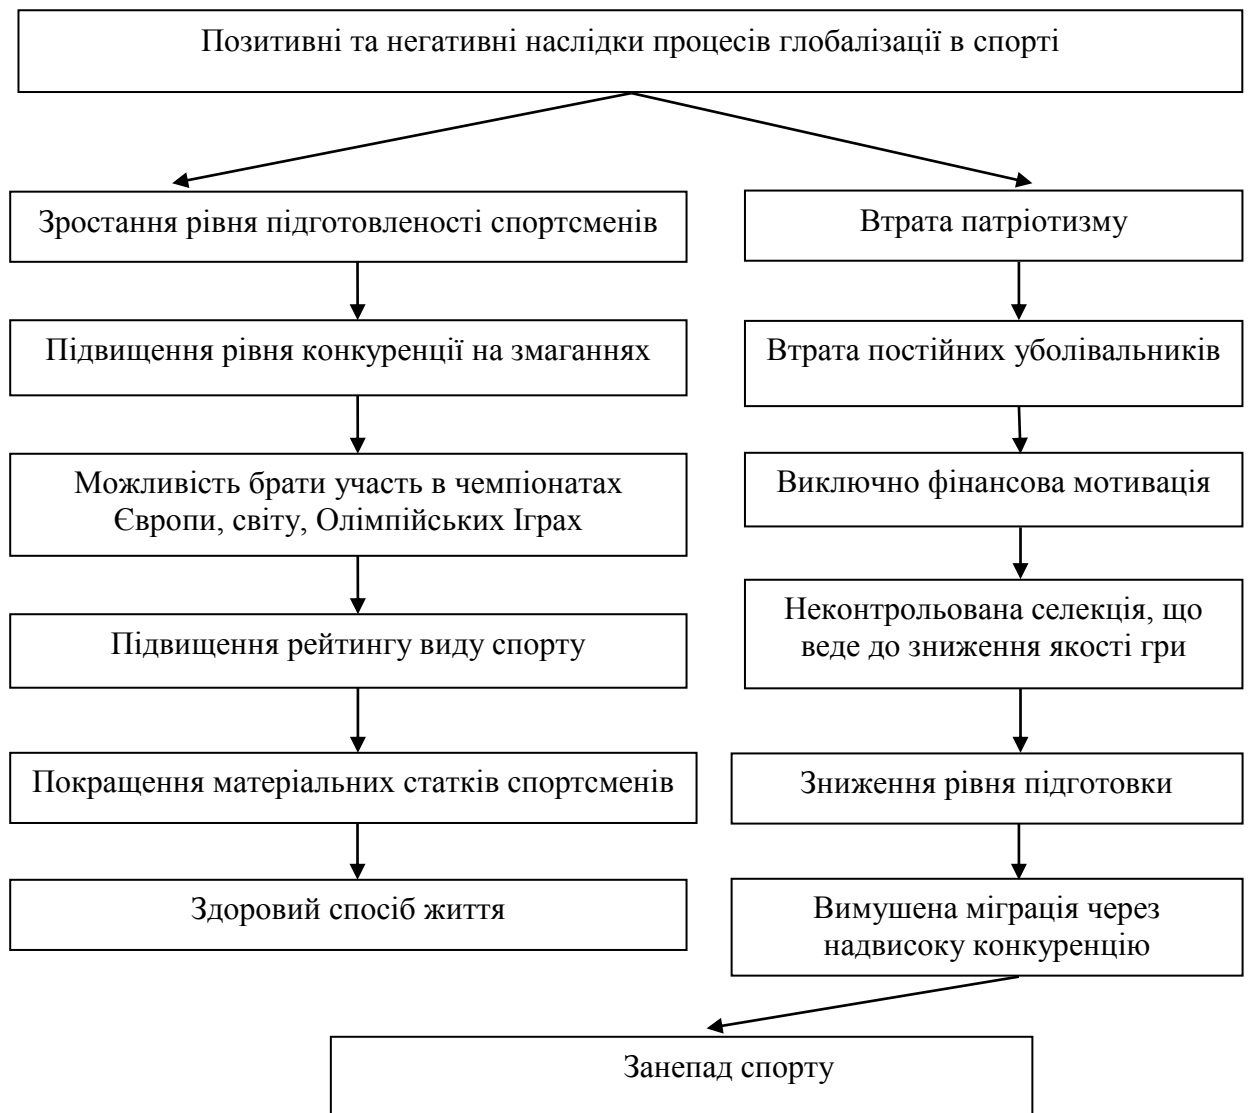 Позитивні та негативні наслідки процесів глобалізації в спорті
Зростання рівня підготовленості спортсменів
Підвищення рівня конкуренції на змаганнях
Можливість брати участь в чемпіонатах
Європи, світу, Олімпійських Іграх
Підвищення рейтингу виду спорту
Покращення матеріальних статків спортсменів
Здоровий спосіб життя
Втрата патріотизму
Втрата постійних уболівальників
Виключно фінансова мотивація
Неконтрольована селекція, що
веде до зниження якості гри
Зниження рівня підготовки
Вимушена міграція через
надвисоку конкуренцію
Занепад спорту